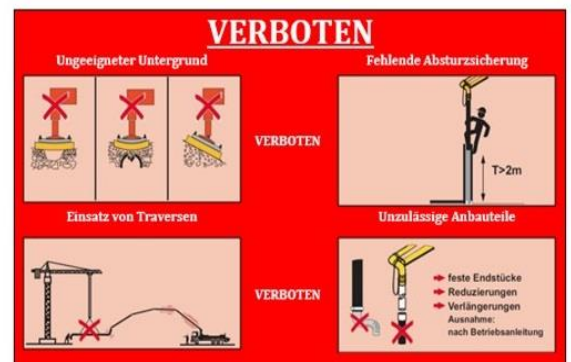 VERBOTEN
Ungeeigneter Untergrund
Fehlende Absturzsicherung
VERBOTEN
T>2m
Einsatz von Traversen
Unzulässige Anbauteile
VERBOTEN
feste Endstücke
Reduzierungen
Verlängerungen
Ausnahme:
nach Betriebsanleitung